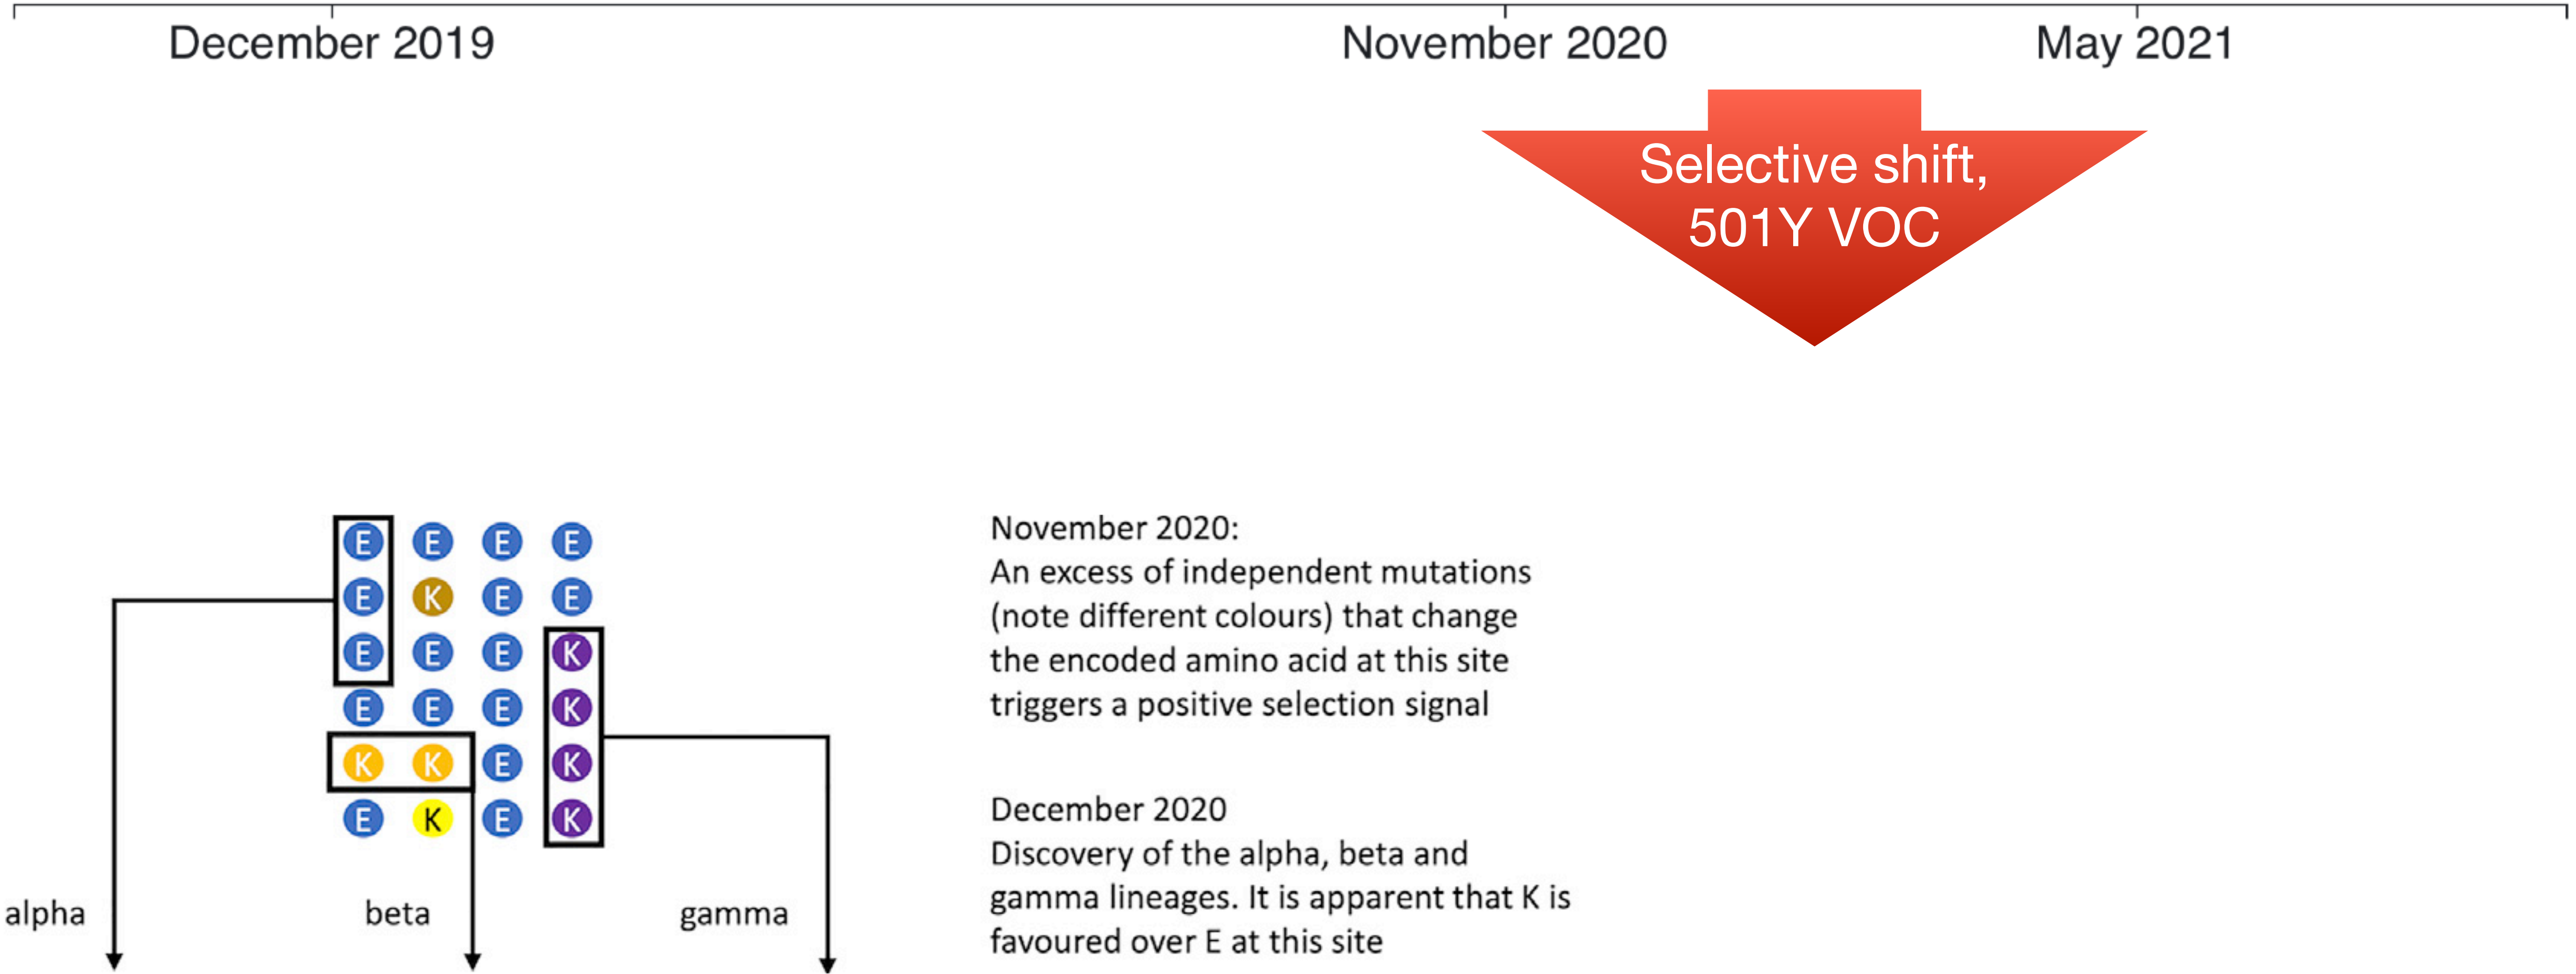 December 2019 November 2020 May 2021
Selective shift,
501Y VOC
E E E E
E K E E
E E E K
E E E K
K K E K
E K E K
alpha beta gamma
November 2020:
An excess of independent mutations
(note different colours) that change
the encoded amino acid at this site
triggers a positive selection signal
December 2020
Discovery of the alpha, beta and
gamma lineages. It is apparent that K is
favoured over E at this site